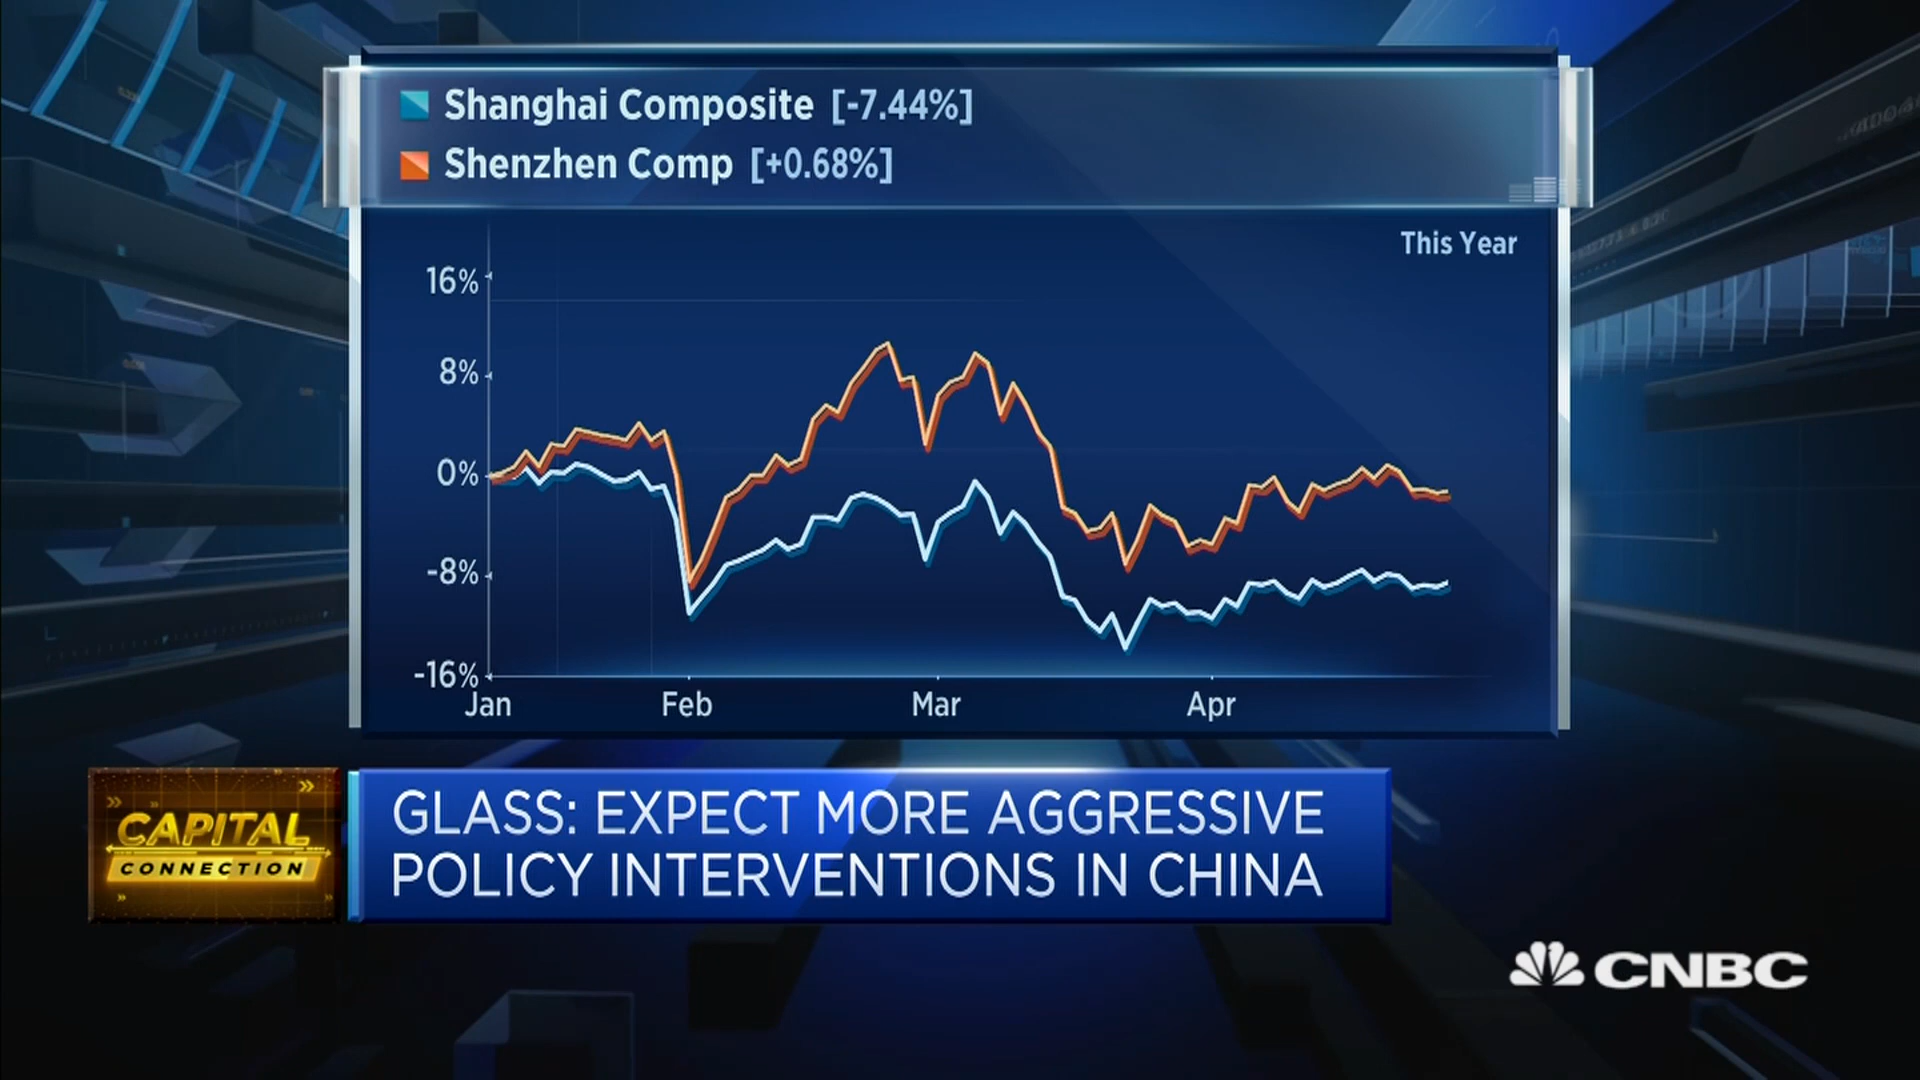 Shanghai Composite [-7.44%]
Shenzhen Comp [+0.68%]
This Year
16%
8%
0%
-8%
-16%
Jan Feb Mar Apr
CAPITAL
CONNECTION
GLASS: EXPECT MORE AGGRESSIVE
POLICY INTERVENTIONS IN CHINA
CNBC